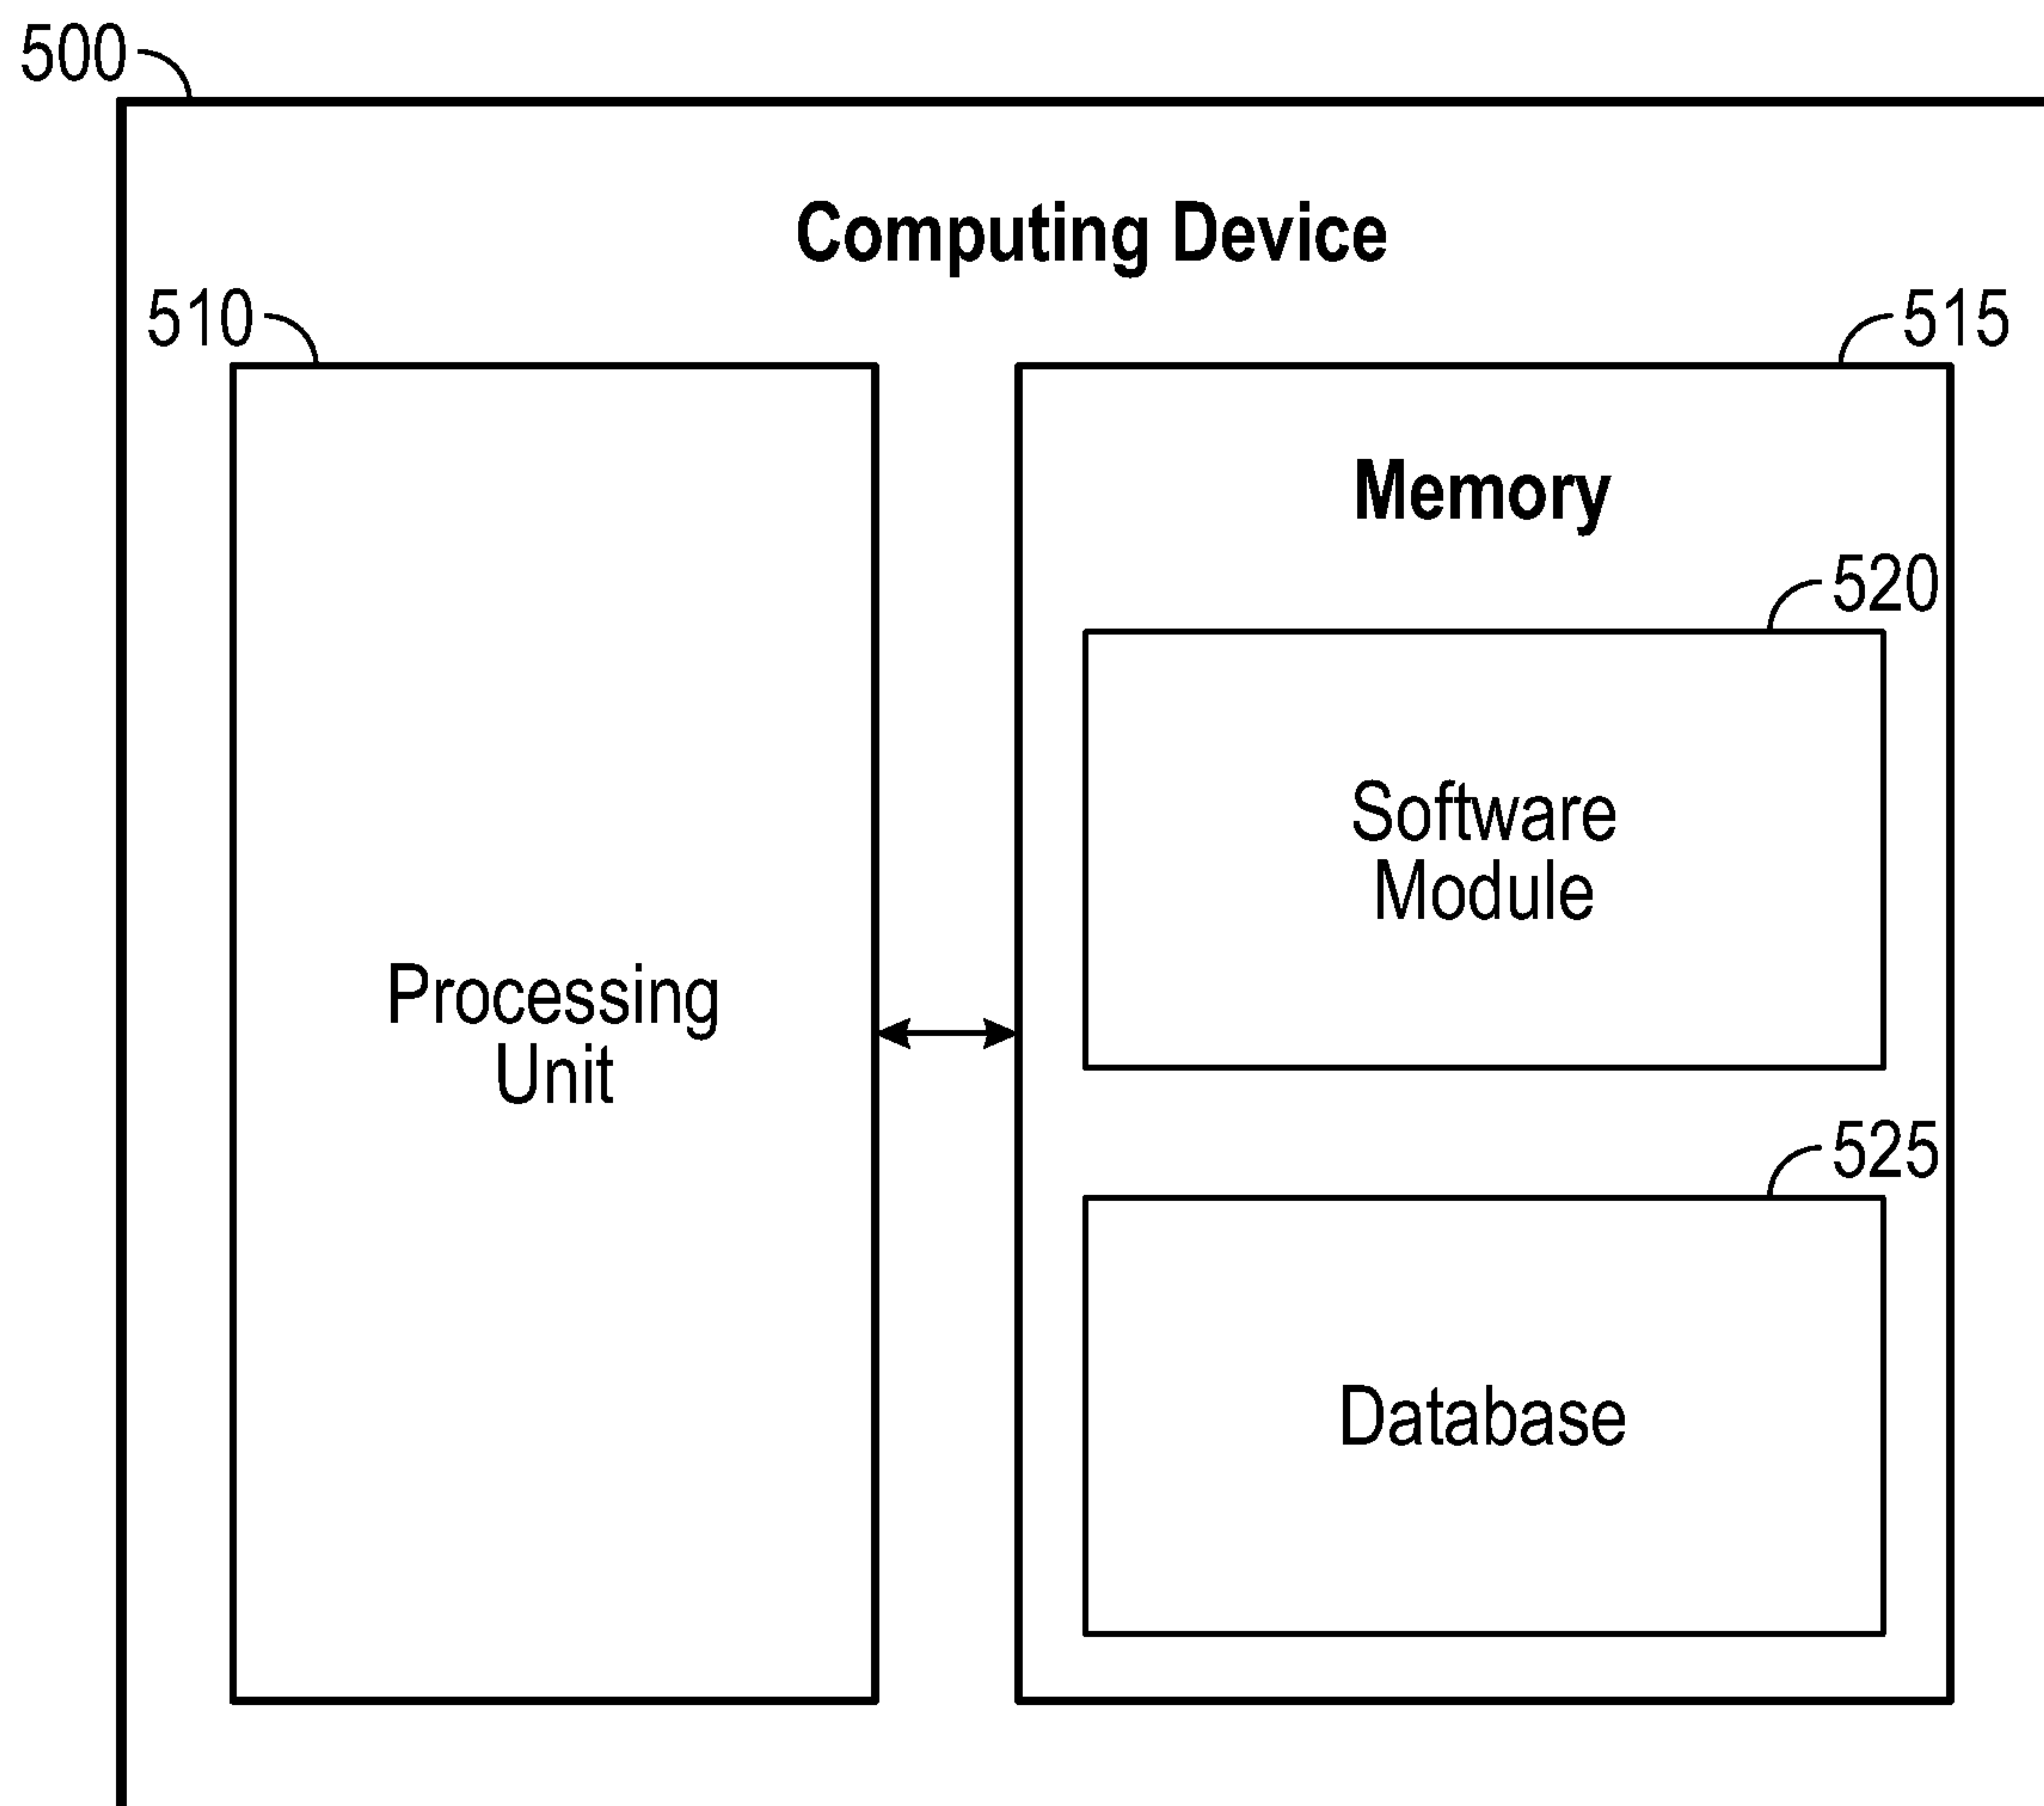 500
Computing Device
510
515
Memory
520
Software
Module
Processing
Unit
525
Database